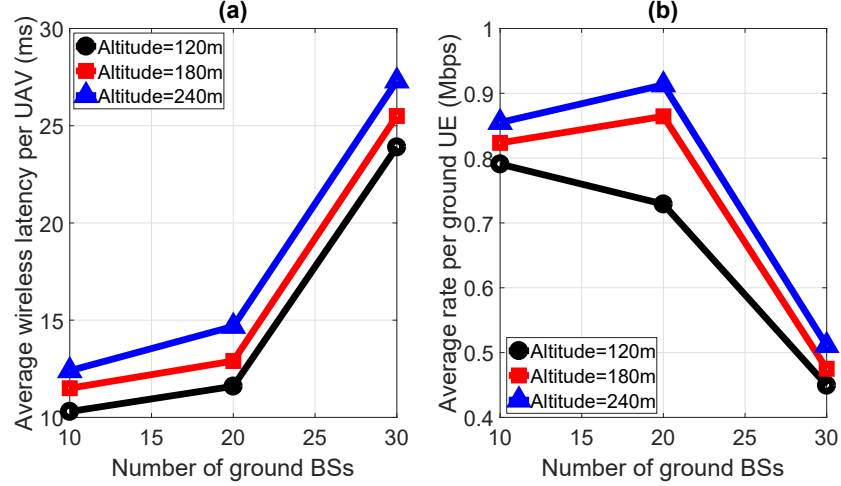 (a)
Average wireless latency per UAV (ms)
30
25
20
15
10
Altitude=120m
Altitude=180m
Altitude=240m
10
15
20
25
30
Number of ground BSs
(b)
Average rate per ground UE (Mbps)
1
0.9
0.8
0.7
0.6
0.5
0.4
Altitude=120m
Altitude=180m
Altitude=240m
10
15
20
25
30
Number of ground BSs